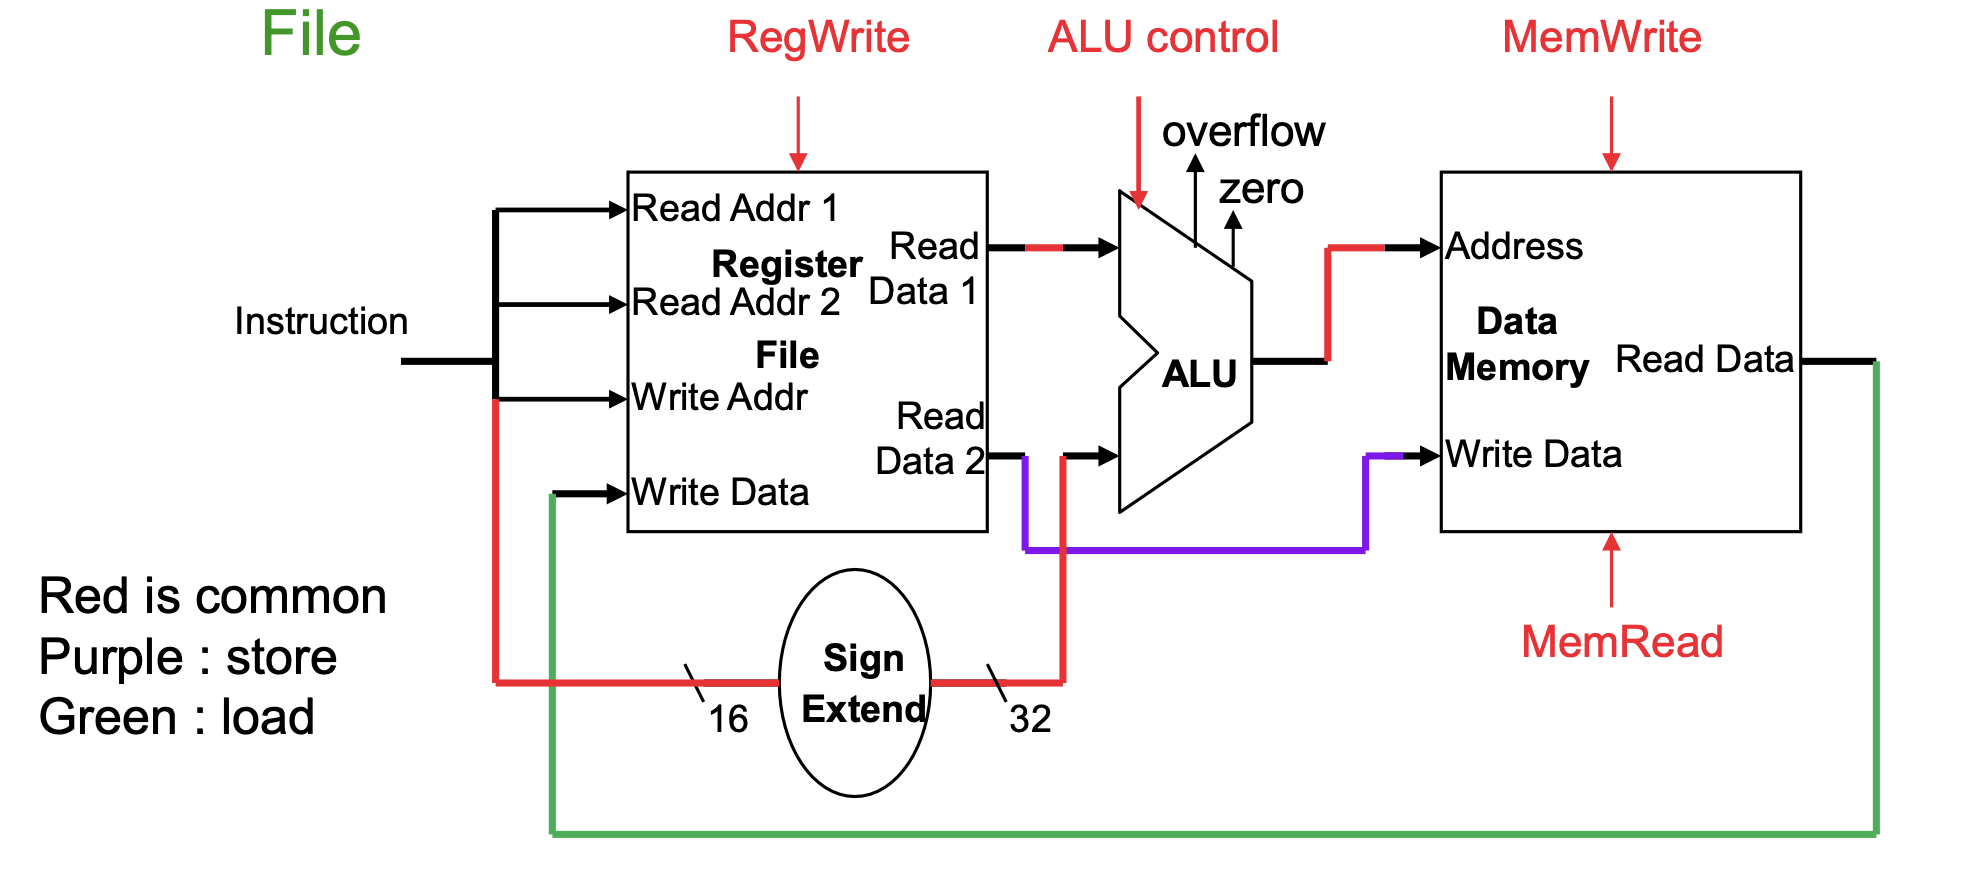 File
RegWrite
ALU control
MemWrite
overflow
zero
Instruction
Read Addr 1
Register
Read Addr 2
File
Write Addr
Write Data
Read
Data 1
Read
Data 2
ALU
Address
Data
Memory
Read Data
Write Data
MemRead
Sign
Extend
16
32
Red is common
Purple : store
Green : load